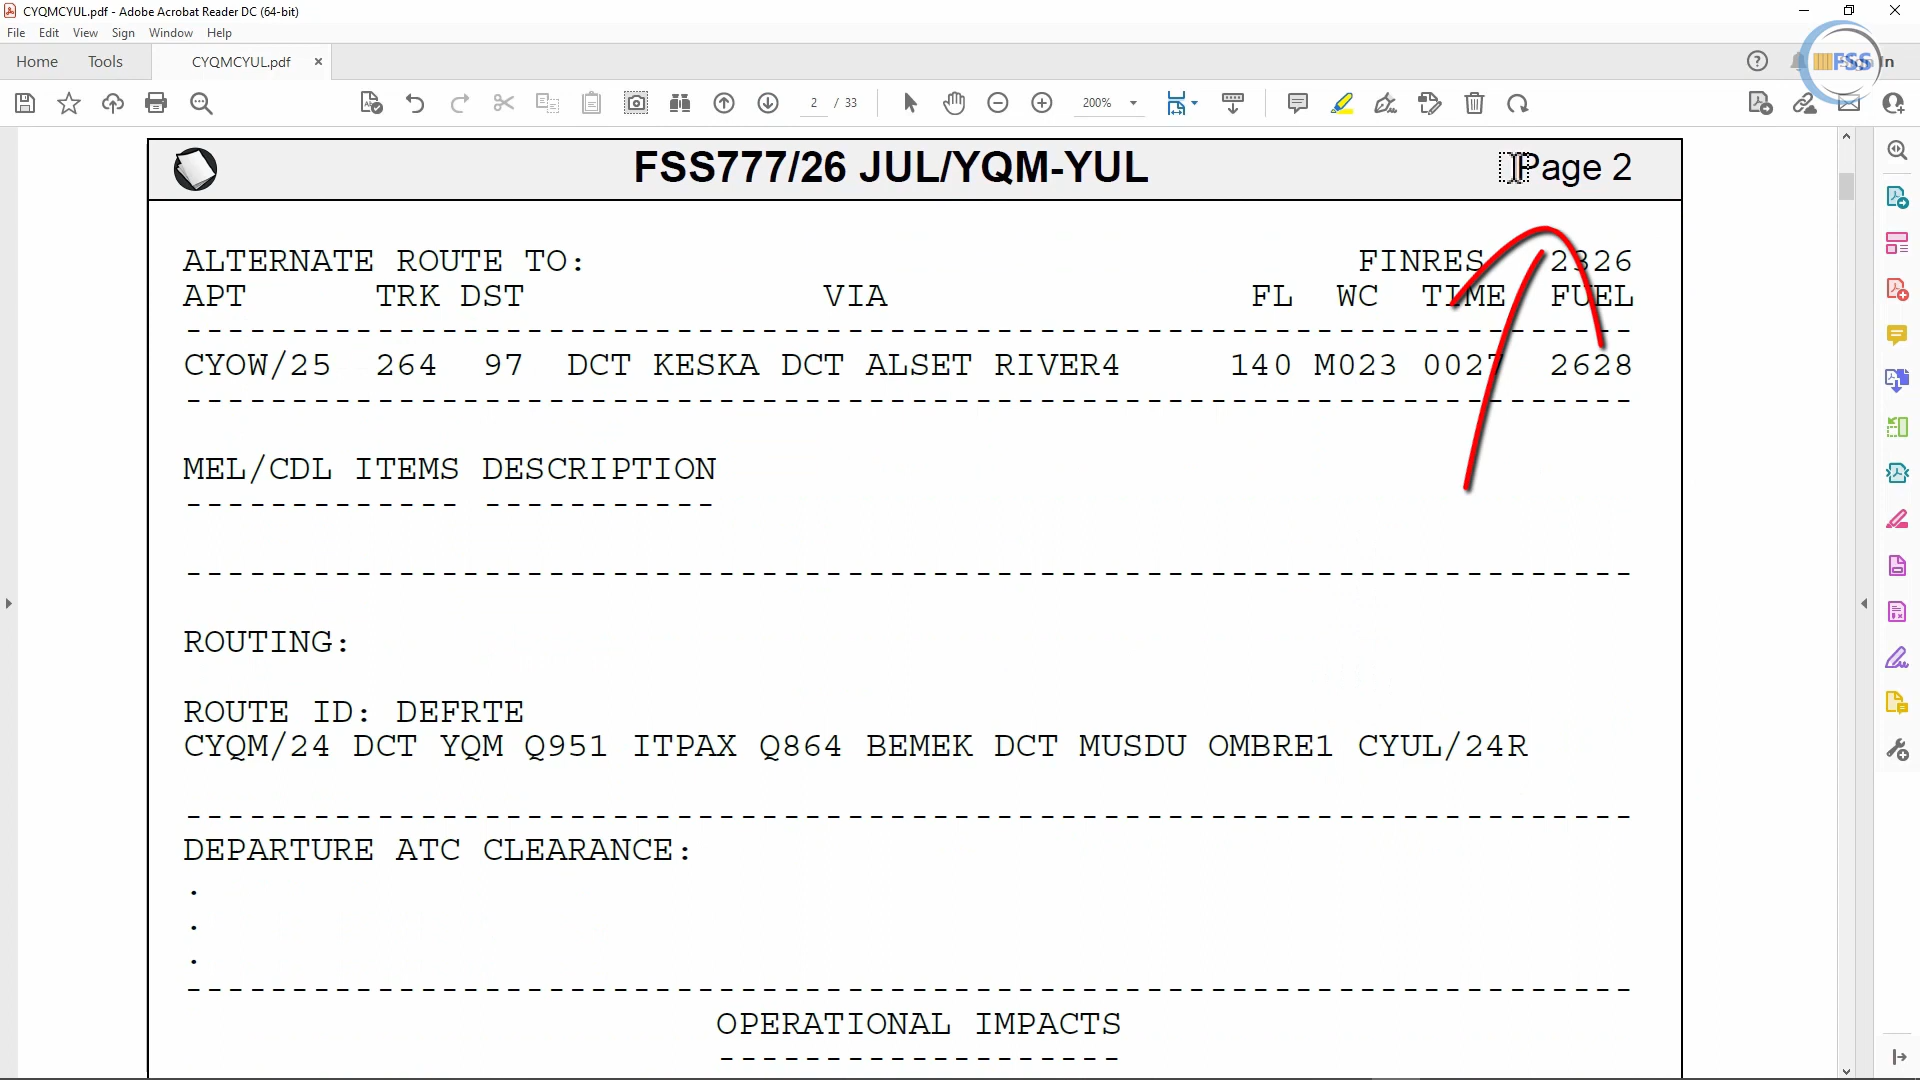 CYQMCYUL.pdf - Adobe Acrobat Reader DC (64-bit)
File Edit View Sign Window Help
Home Tools CYQMCYUL.pdf
FSS In
2 / 33 200%
FSS777/26 JUL/YQM-YUL Page 2
ALTERNATE ROUTE TO: FINRES 2326
APT TRK DST VIA FL WC TIME FUEL
CYOW/25 264 97 DCT KESKA DCT ALSET RIVER4 140 M023 0027 2628
MEL/CDL ITEMS DESCRIPTION
ROUTING:
ROUTE ID: DEFRTE
CYQM/24 DCT YQM Q951 ITPAX Q864 BEMEK DCT MUSDU OMBRE1 CYUL/24R
DEPARTURE ATC CLEARANCE:
.
.
.
OPERATIONAL IMPACTS